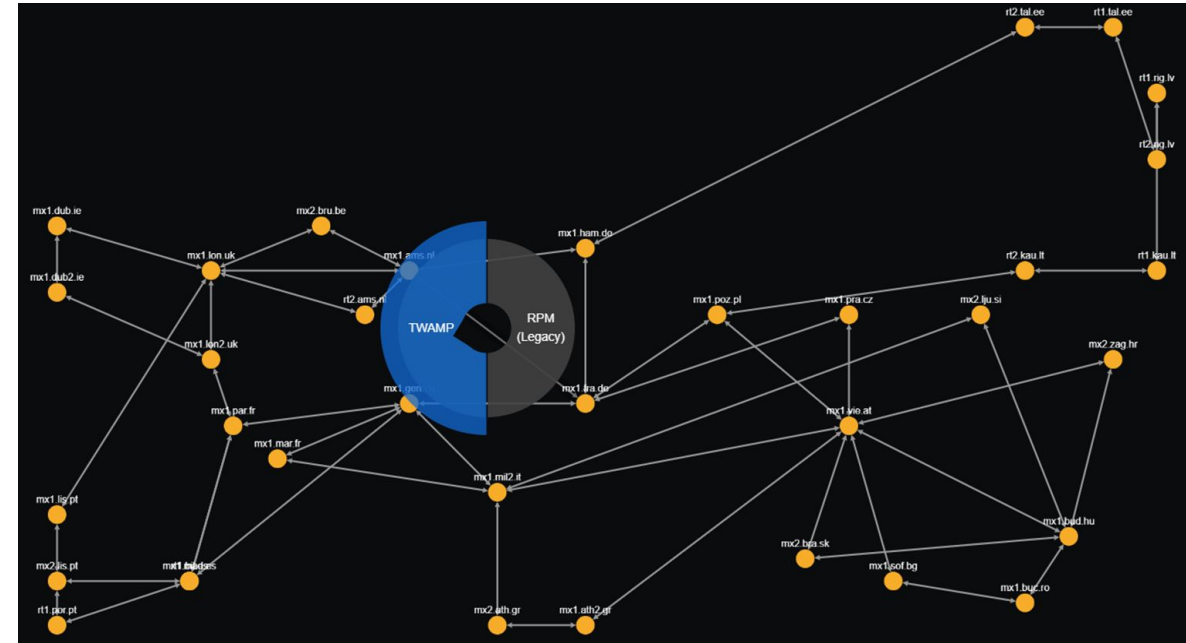 rt2.tal.ee
rt1.tal.ee
rt1.rig.lv
rt2.rig.lv
mx1.dub.ie
mx2.bru.be
mx1.ham.de
mx1.lon.uk
mx1.ams.nl
rt2.kau.lt
rt1.kau.lt
mx1.dub2.ie
rt2.ams.nl
mx1.poz.pl
mx1.pra.cz
mx2.lju.si
TWAMP
RPM
(Legacy)
mx1.lon2.uk
mx2.zag.hr
mx1.gen
mx1.fra.de
mx1.par.fr
mx1.vie.at
mx1.mar.fr
mx1.mil2.it
mx1.lis.pt
mx1.bud.hu
mx2.bra.sk
mx2.lis.pt
mx1.sof.bg
mx1.buc.ro
rt1.por.pt
mx2.ath.gr
mx1.ath2.gr